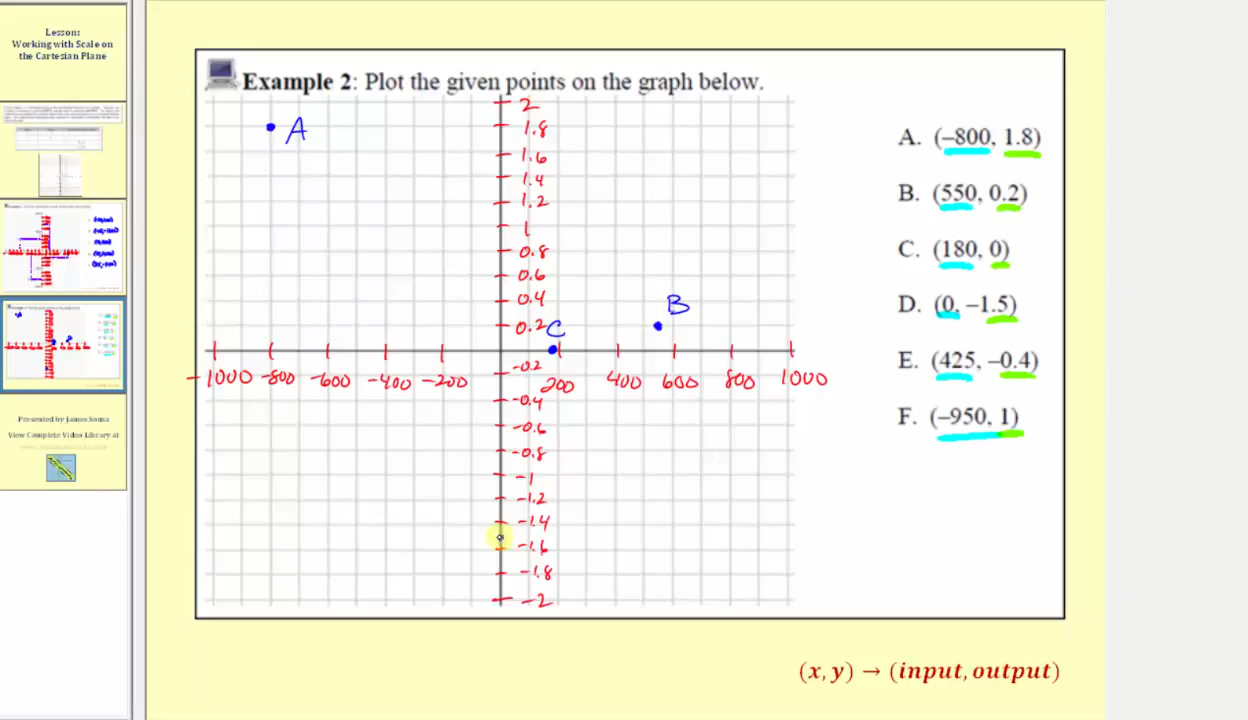 Lesson:
Working with Scale on
the Cartesian Plane
Presented by James Sousa
View Complete Video Library at
Example 2: Plot the given points on the graph below.
A
B
C
2
1.8
1.6
1.4
1.2
1
0.8
0.6
0.4
0.2
-0.2
-0.4
-0.6
-0.8
-1
-1.2
-1.4
-1.6
-1.8
-2
-1000 -800 -600 -400 -200 200 400 600 800 1000
A. (–800, 1.8)
B. (550, 0.2)
C. (180, 0)
D. (0, –1.5)
E. (425, –0.4)
F. (–950, 1)
(x, y) → (input, output)